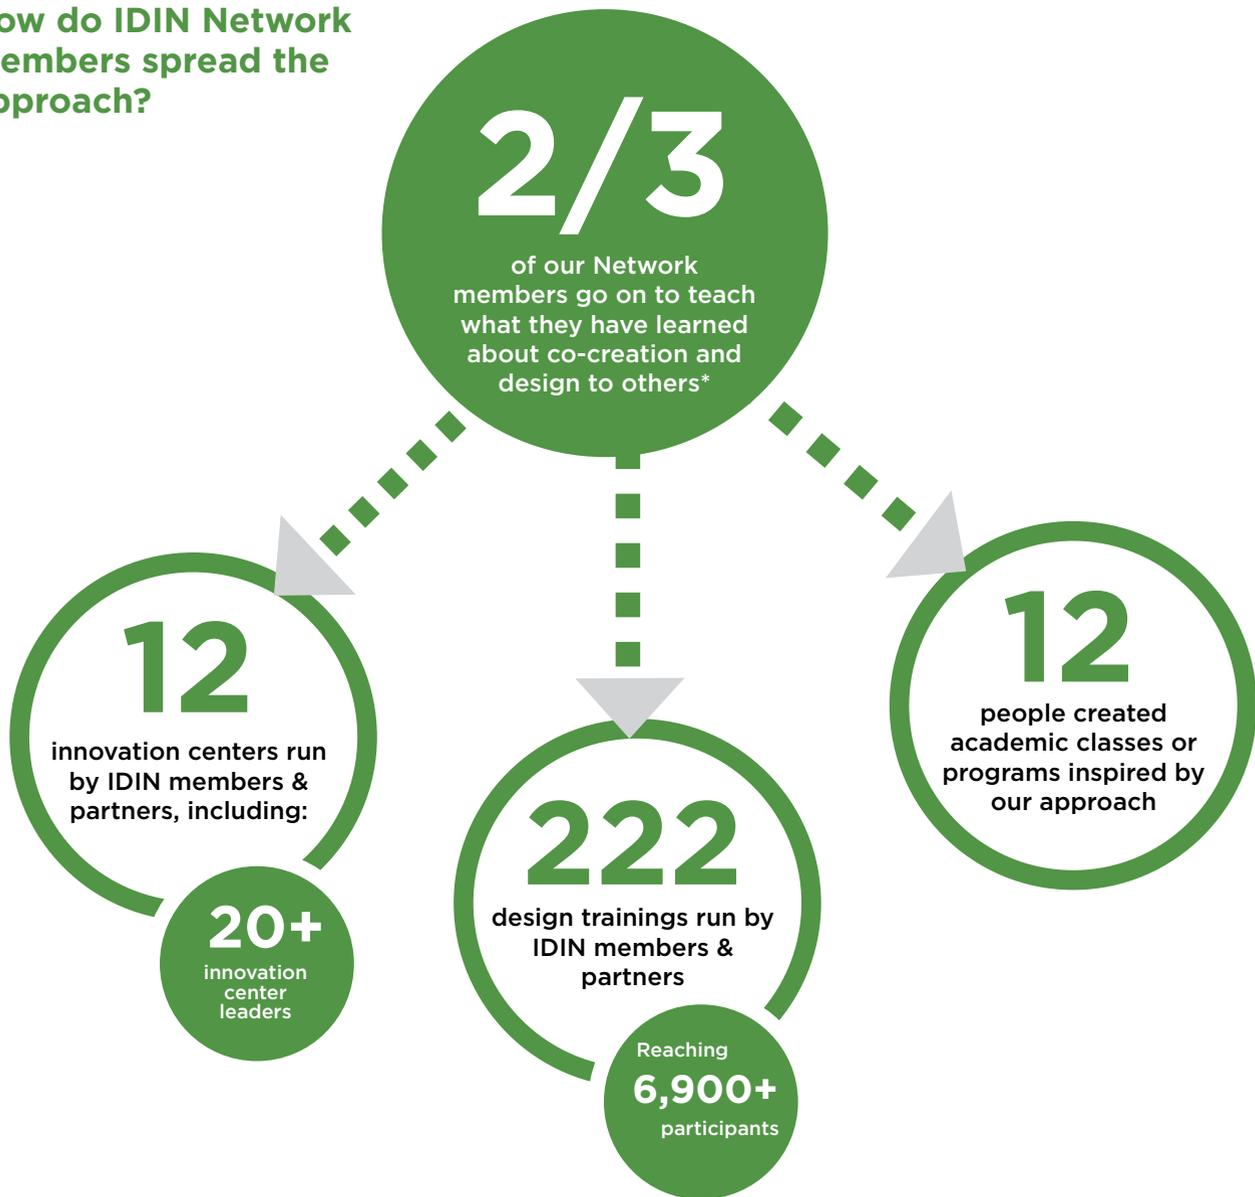 ow do IDIN Network
embers spread the
pproach?
2/3
of our Network
members go on to teach
what they have learned
about co-creation and
design to others*
12
innovation centers run
by IDIN members &
partners, including:
20+
innovation
center
leaders
222
design trainings run by
IDIN members &
partners
Reaching
6,900+
participants
12
people created
academic classes or
programs inspired by
our approach